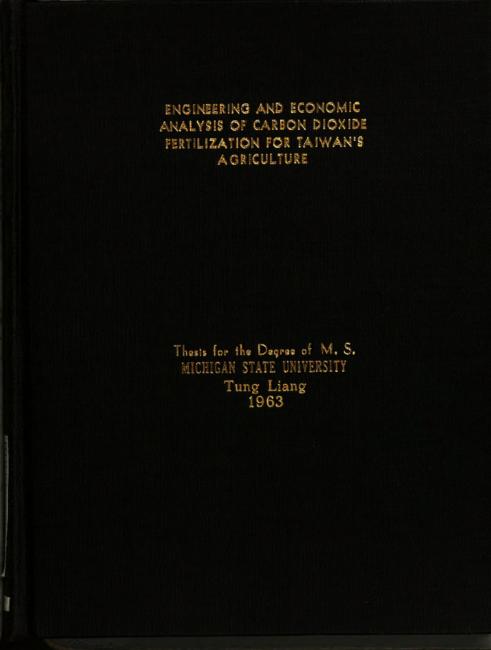 ENGINEERING AND ECONOMIC
ANALYSIS OF CARBON DIOXIDE
FERTILIZATION FOR TAIWAN'S
AGRICULTURE
Thesis for the Degree of M. S.
MICHIGAN STATE UNIVERSITY
Tung Liang
1963